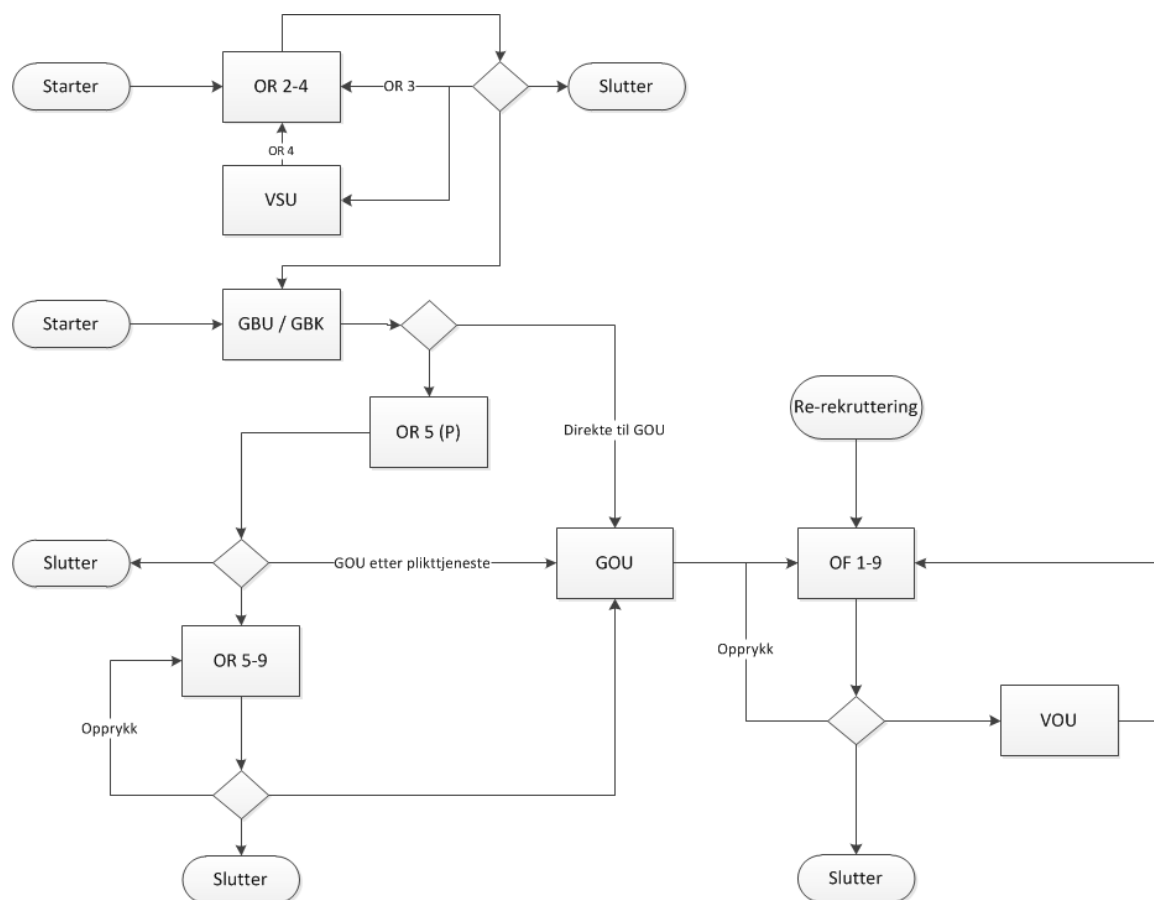 Starter
OR 2-4
OR 3
Slutter
OR 4
VSU
Starter
GBU / GBK
Re-rekruttering
OR 5 (P)
Direkte til GOU
Slutter
GOU etter plikttjeneste
GOU
OF 1-9
OR 5-9
Opprykk
Opprykk
VOU
Slutter
Slutter